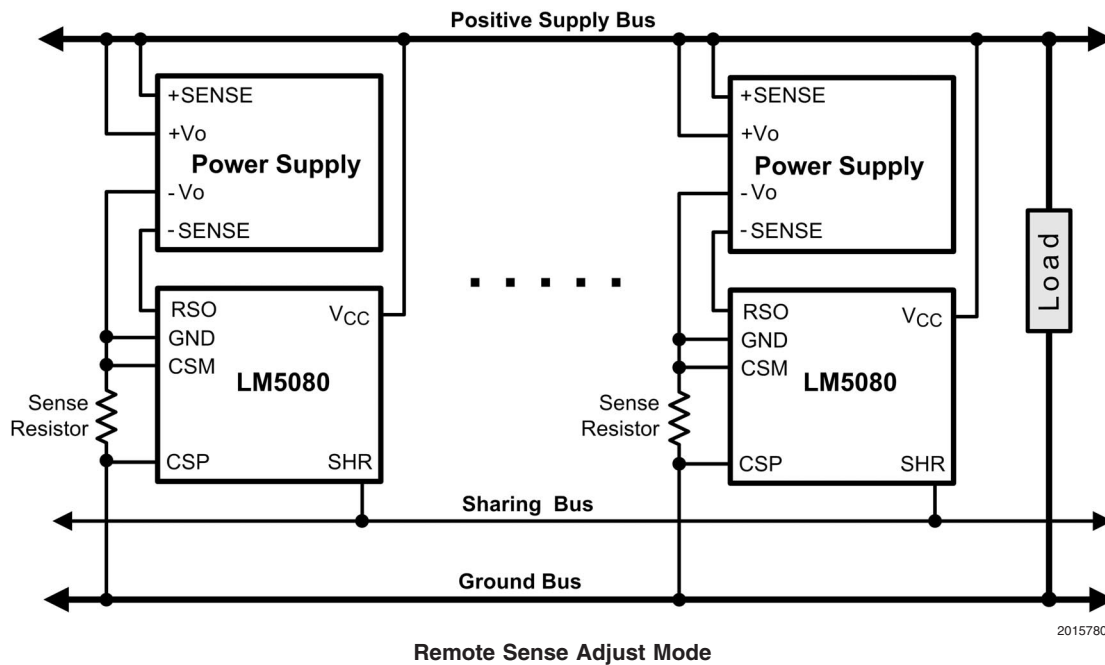 Positive Supply Bus
+SENSE
+Vo
Power Supply
-Vo
-SENSE
RSO
VCC
GND
CSM
LM5080
Sense
Resistor
CSP
SHR
+SENSE
+Vo
Power Supply
-Vo
-SENSE
RSO
VCC
GND
CSM
LM5080
Sense
Resistor
CSP
SHR
Load
Sharing Bus
Ground Bus
2015780
Remote Sense Adjust Mode